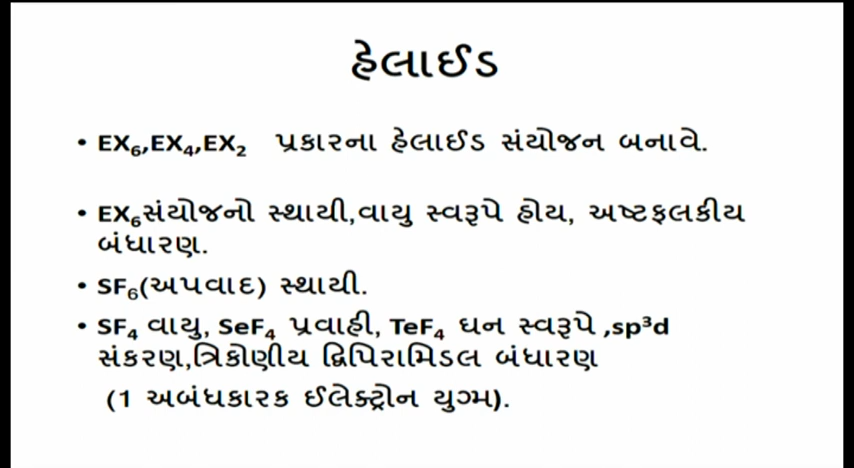 હેલાઈડ
• EX₆,EX₄,EX₂ પ્રકારના હેલાઈડ સંયોજન બનાવે.
• EX₆સંયોજનો સ્થાયી,વાયુ સ્વરૂપે હોય, અષ્ટફલકીય
બંધારણ.
• SF₆(અપવાદ) સ્થાયી.
• SF₄ વાયુ, SeF₄ પ્રવાહી, TeF₄ ઘન સ્વરૂપે ,sp³d
સંકરણ,ત્રિકોણીય દ્વિપિરામિડલ બંધારણ
(1 અબંધકારક ઈલેક્ટ્રોન યુગ્મ).